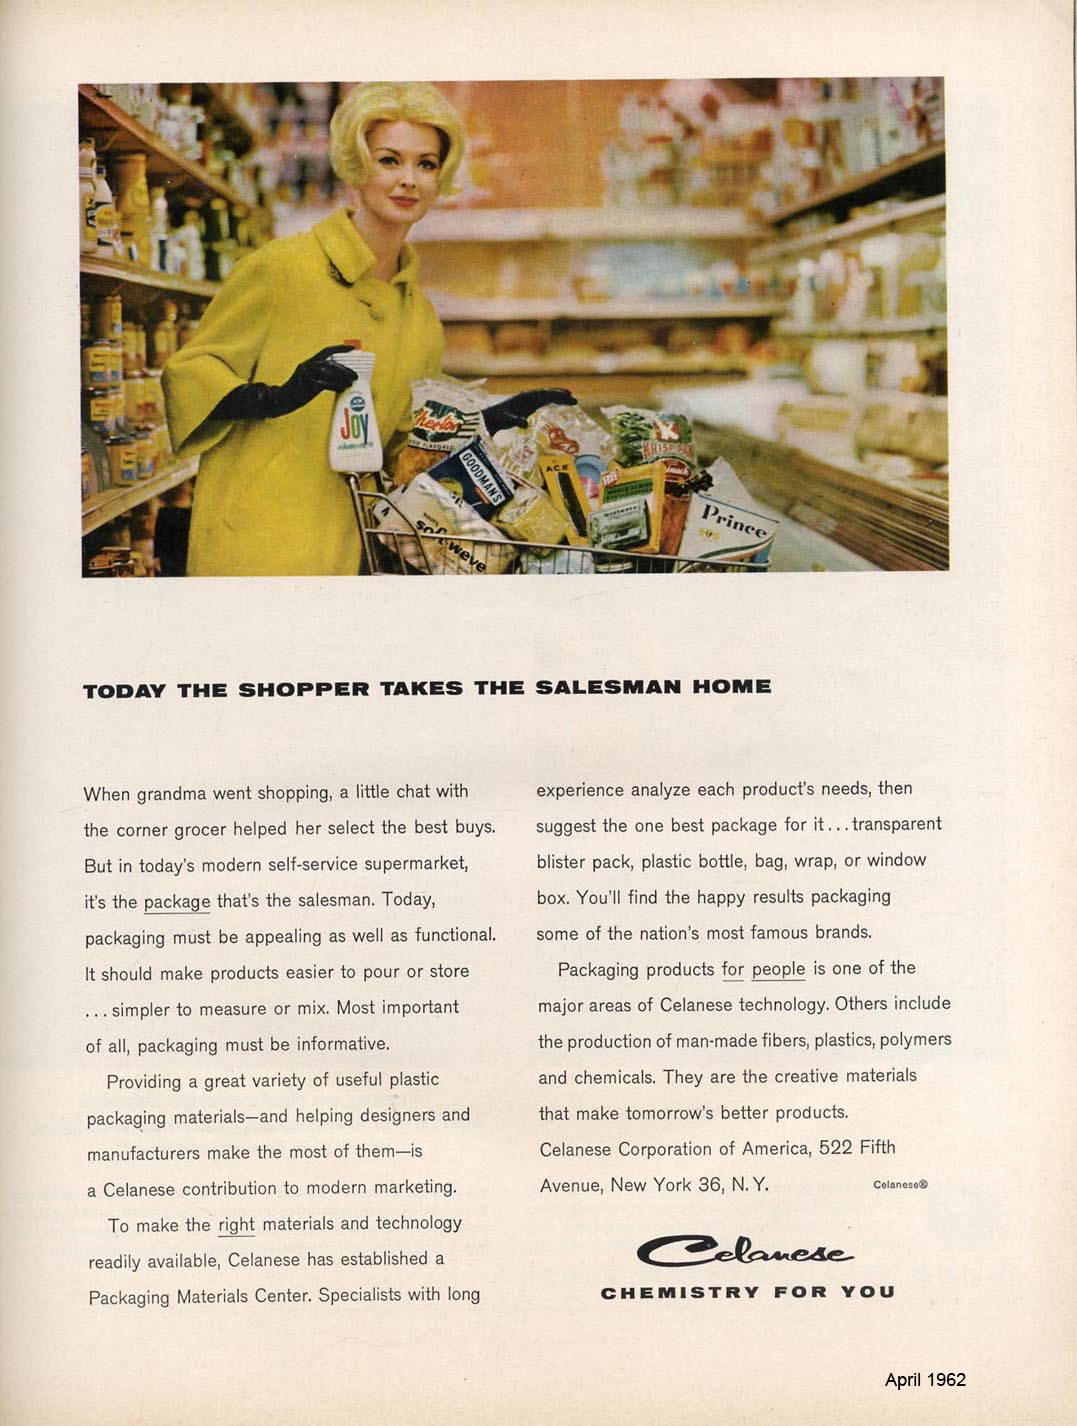 JOY
GOODMAN'S
ACE
KRISP-PAK
Prince
soft-weve
TODAY THE SHOPPER TAKES THE SALESMAN HOME
When grandma went shopping, a little chat with
the corner grocer helped her select the best buys.
But in today's modern self-service supermarket,
it's the package that's the salesman. Today,
packaging must be appealing as well as functional.
It should make products easier to pour or store
...simpler to measure or mix. Most important
of all, packaging must be informative.
Providing a great variety of useful plastic
packaging materials—and helping designers and
manufacturers make the most of them—is
a Celanese contribution to modern marketing.
To make the right materials and technology
readily available, Celanese has established a
Packaging Materials Center. Specialists with long
experience analyze each product's needs, then
suggest the one best package for it...transparent
blister pack, plastic bottle, bag, wrap, or window
box. You'll find the happy results packaging
some of the nation's most famous brands.
Packaging products for people is one of the
major areas of Celanese technology. Others include
the production of man-made fibers, plastics, polymers
and chemicals. They are the creative materials
that make tomorrow's better products.
Celanese Corporation of America, 522 Fifth
Avenue, New York 36, N.Y.
Celanese®
Celanese
CHEMISTRY FOR YOU
April 1962